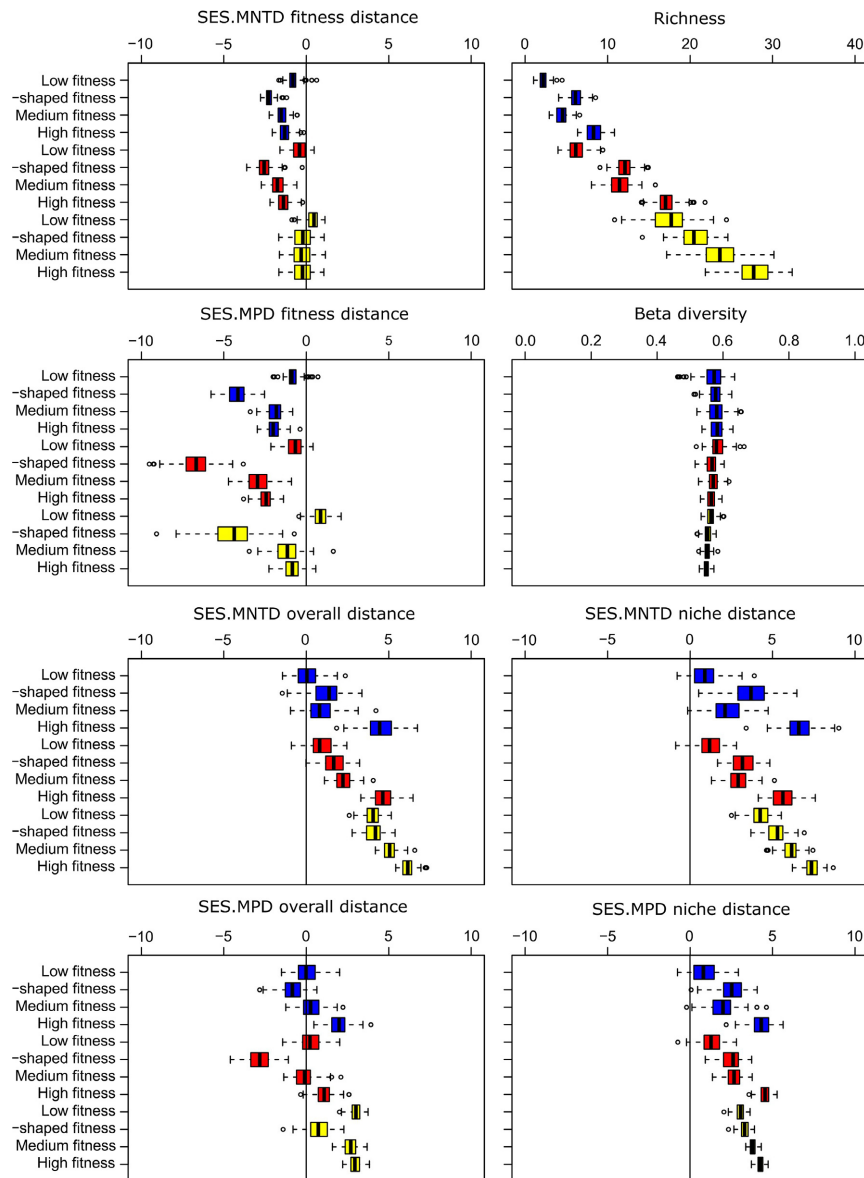 SES.MNTD fitness distance
−10 −5 0 5 10
Low fitness
−shaped fitness
Medium fitness
High fitness
Low fitness
−shaped fitness
Medium fitness
High fitness
Low fitness
−shaped fitness
Medium fitness
High fitness
Richness
0 10 20 30 40
SES.MPD fitness distance
−10 −5 0 5 10
Low fitness
−shaped fitness
Medium fitness
High fitness
Low fitness
−shaped fitness
Medium fitness
High fitness
Low fitness
−shaped fitness
Medium fitness
High fitness
Beta diversity
0.0 0.2 0.4 0.6 0.8 1.0
SES.MNTD overall distance
−10 −5 0 5 10
Low fitness
−shaped fitness
Medium fitness
High fitness
Low fitness
−shaped fitness
Medium fitness
High fitness
Low fitness
−shaped fitness
Medium fitness
High fitness
SES.MNTD niche distance
−10 −5 0 5 10
SES.MPD overall distance
−10 −5 0 5 10
Low fitness
−shaped fitness
Medium fitness
High fitness
Low fitness
−shaped fitness
Medium fitness
High fitness
Low fitness
−shaped fitness
Medium fitness
High fitness
SES.MPD niche distance
−10 −5 0 5 10